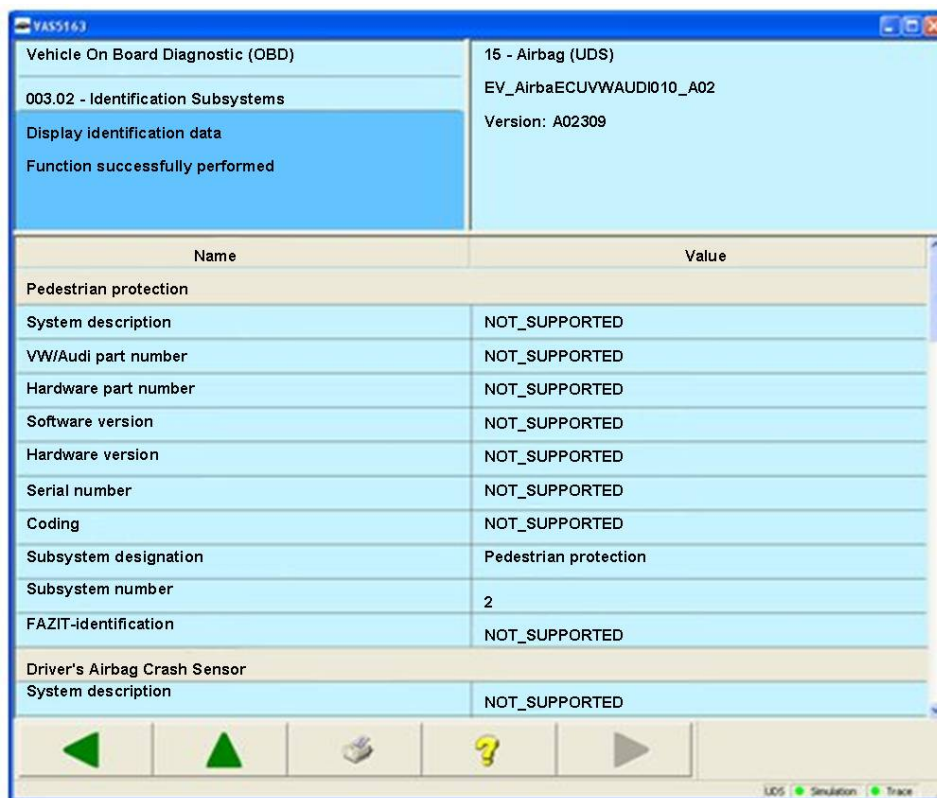 VAS5163
Vehicle On Board Diagnostic (OBD)
003.02 - Identification Subsystems
Display identification data
Function successfully performed
15 - Airbag (UDS)
EV_AirbaECUVWAUDI010_A02
Version: A02309
Name Value
Pedestrian protection
System description NOT_SUPPORTED
VW/Audi part number NOT_SUPPORTED
Hardware part number NOT_SUPPORTED
Software version NOT_SUPPORTED
Hardware version NOT_SUPPORTED
Serial number NOT_SUPPORTED
Coding NOT_SUPPORTED
Subsystem designation Pedestrian protection
Subsystem number 2
FAZIT-identification NOT_SUPPORTED
Driver's Airbag Crash Sensor
System description NOT_SUPPORTED
UDS Simulation Trace